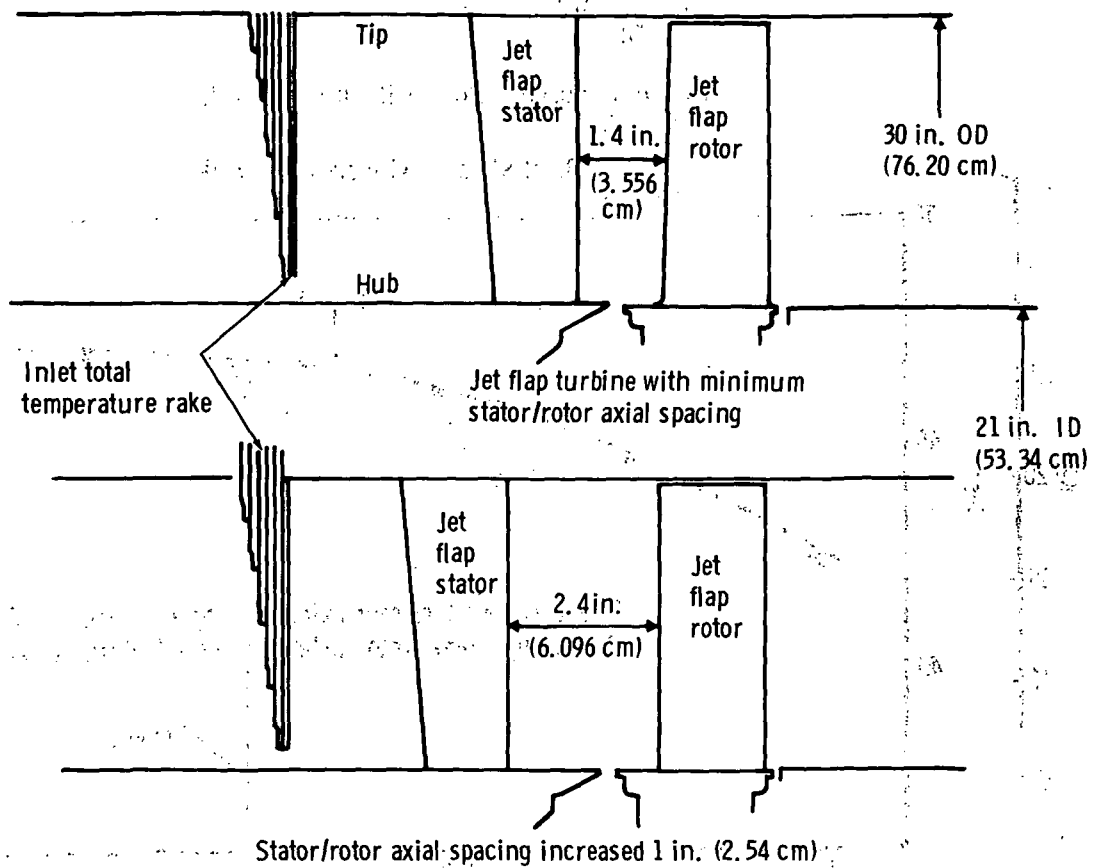 Tip
Jet
flap
stator
Jet
flap
rotor
1.4 in.
(3.556
cm)
30 in. OD
(76.20 cm)
Hub
Inlet total
temperature rake
Jet flap turbine with minimum
stator/rotor axial spacing
21 in. ID
(53.34 cm)
Jet
flap
stator
2.4 in.
(6.096 cm)
Jet
flap
rotor
Stator/rotor axial spacing increased 1 in. (2.54 cm)